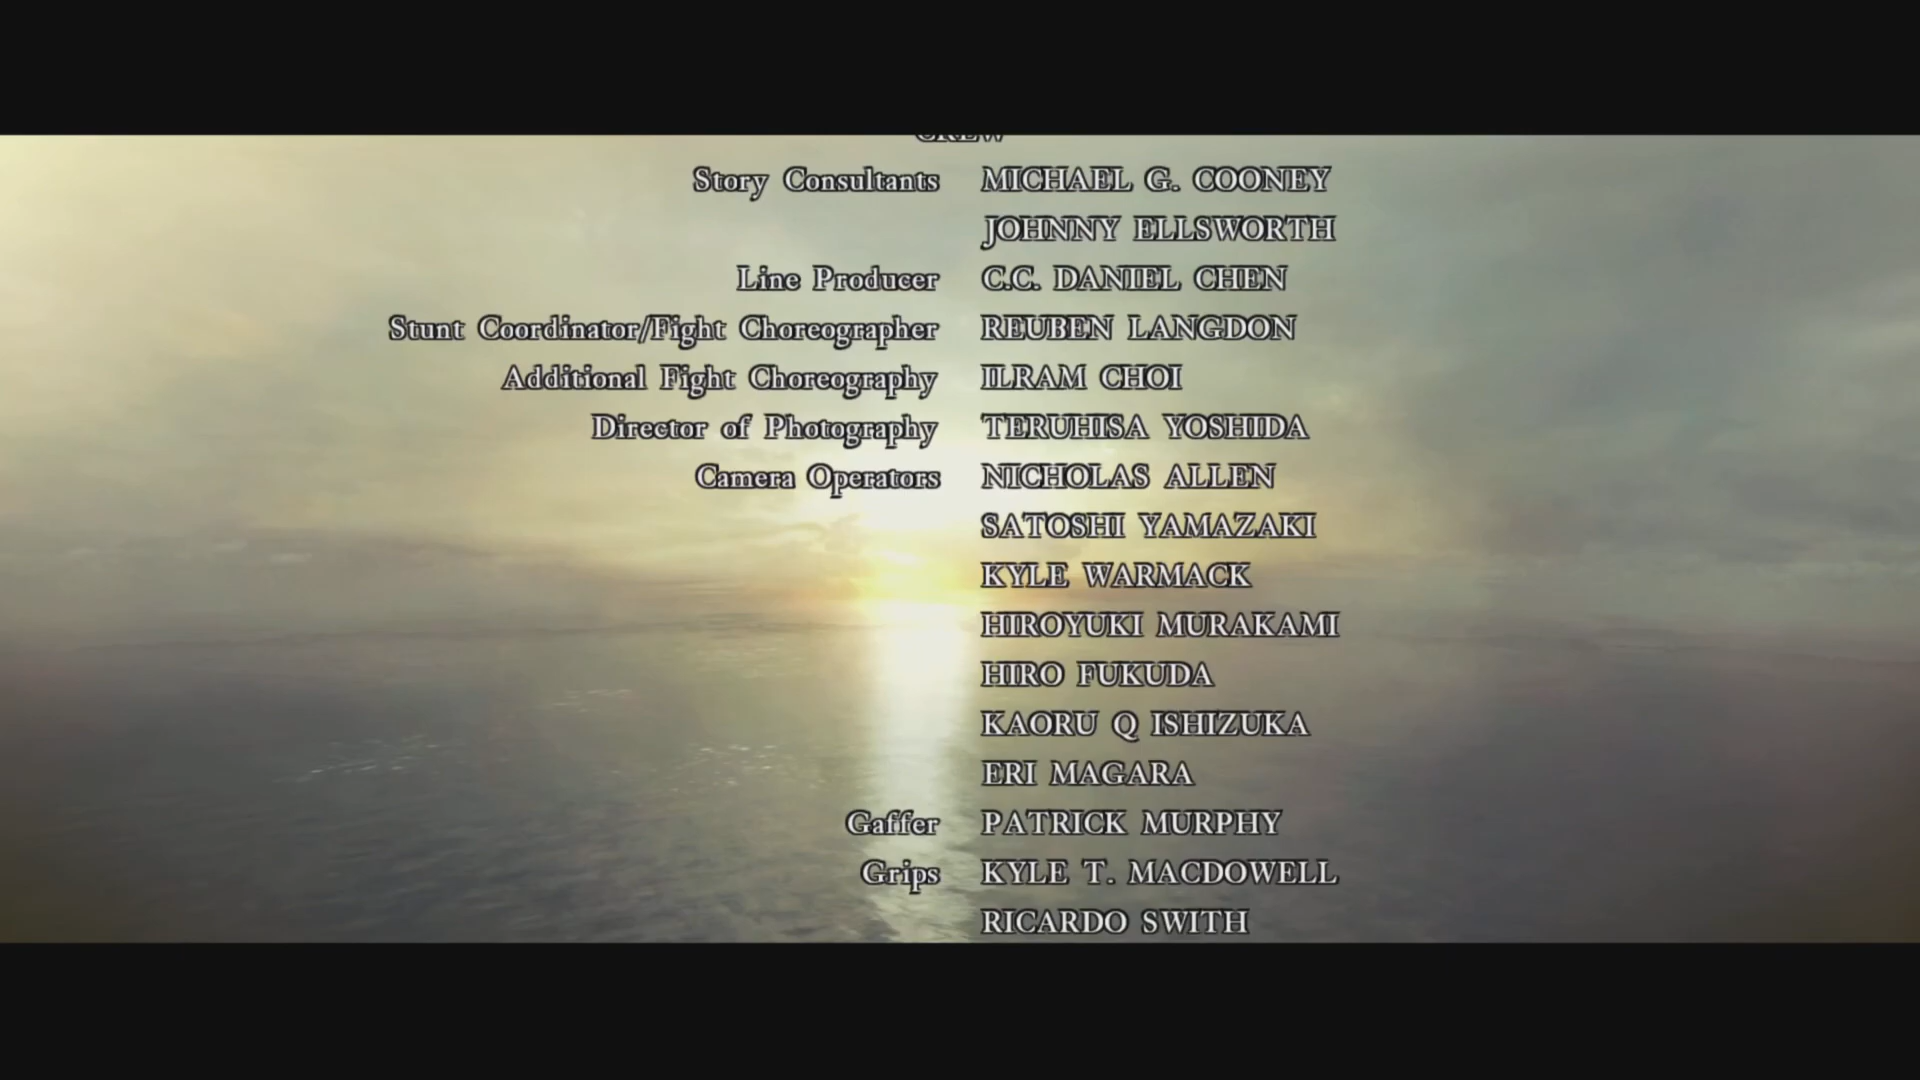 CREW
Story Consultants MICHAEL G. COONEY
JOHNNY ELLSWORTH
Line Producer C.C. DANIEL CHEN
Stunt Coordinator/Fight Choreographer REUBEN LANGDON
Additional Fight Choreography ILRAM CHOI
Director of Photography TERUHISA YOSHIDA
Camera Operators NICHOLAS ALLEN
SATOSHI YAMAZAKI
KYLE WARMACK
HIROYUKI MURAKAMI
HIRO FUKUDA
KAORU Q ISHIZUKA
ERI MAGARA
Gaffer PATRICK MURPHY
Grips KYLE T. MACDOWELL
RICARDO SWITH